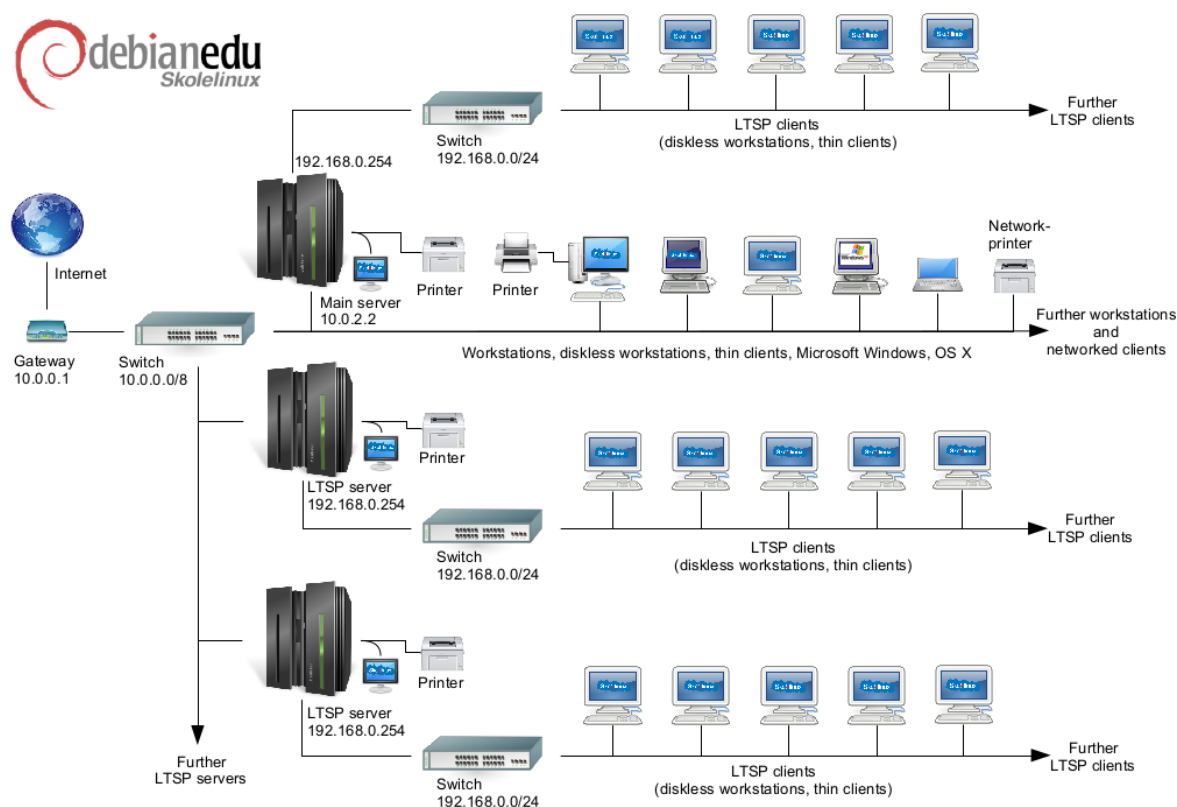 debianedu
Skolelinux
Further
LTSP clients
LTSP clients
(diskless workstations, thin clients)
Switch
192.168.0.0/24
192.168.0.254
Internet
Main server
10.0.2.2
Printer
Printer
Network-
printer
Further workstations
and
networked clients
Gateway
10.0.0.1
Switch
10.0.0.0/8
Workstations, diskless workstations, thin clients, Microsoft Windows, OS X
Printer
LTSP server
192.168.0.254
Switch
192.168.0.0/24
LTSP clients
(diskless workstations, thin clients)
Further
LTSP clients
Printer
LTSP server
192.168.0.254
Further
LTSP servers
Switch
192.168.0.0/24
LTSP clients
(diskless workstations, thin clients)
Further
LTSP clients